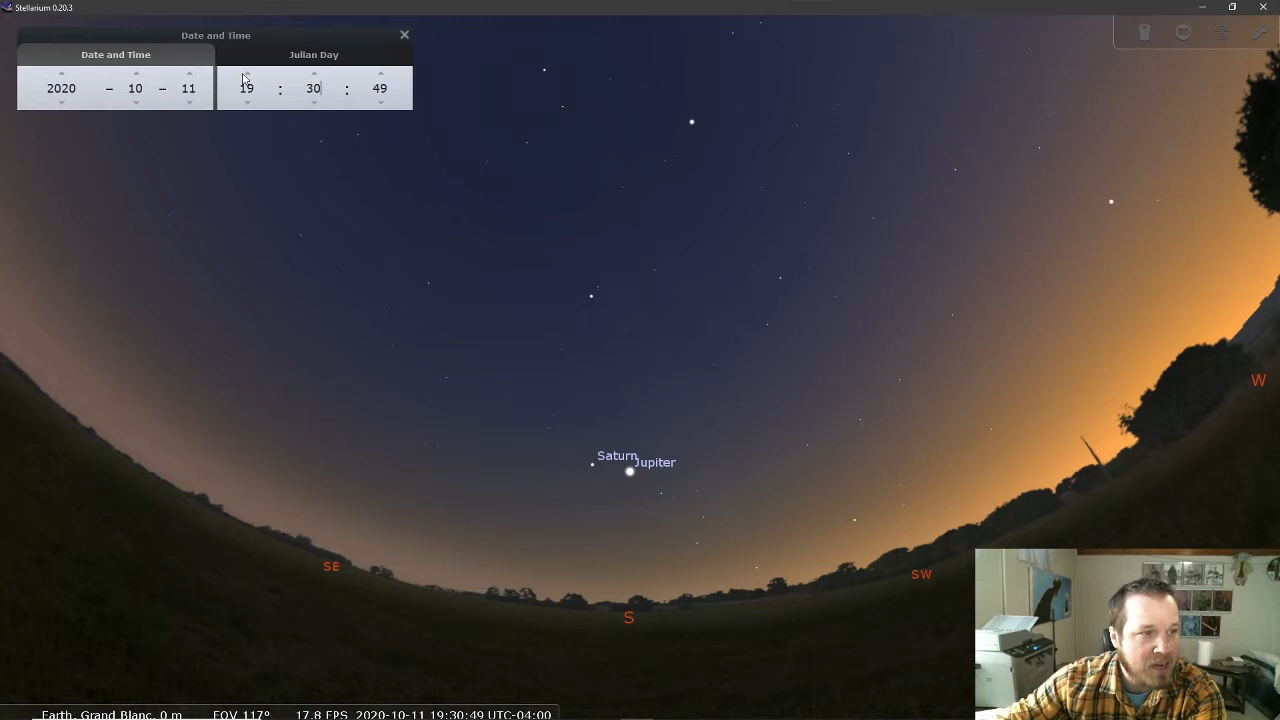 Stellarium 0.20.3
Date and Time
Date and Time
Julian Day
2020 - 10 - 11
19 : 30 : 49
W
Saturn
Jupiter
SE
SW
S
Earth, Grand Blanc, 0 m FOV 117° 17.8 FPS 2020-10-11 19:30:49 UTC-04:00